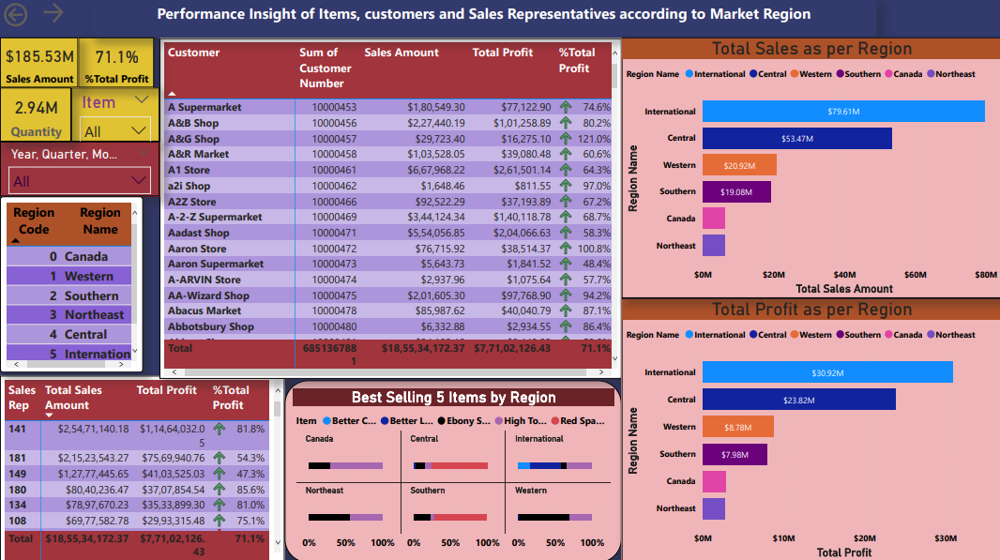 Performance Insight of Items, customers and Sales Representatives according to Market Region
$185.53M
Sales Amount
71.1%
%Total Profit
2.94M
Quantity
Item
All
Year, Quarter, Mo...
All
Region Code Region Name
0 Canada
1 Western
2 Southern
3 Northeast
4 Central
5 Internation
Customer Sum of Customer Number Sales Amount Total Profit %Total Profit
A Supermarket 10000453 $1,80,549.30 $77,122.90 74.6%
A&B Shop 10000456 $2,27,440.19 $1,01,258.89 80.2%
A&G Shop 10000457 $29,723.40 $16,275.10 121.0%
A&R Market 10000458 $1,03,528.05 $39,080.48 60.6%
A1 Store 10000461 $6,67,968.22 $2,61,501.14 64.3%
a2i Shop 10000462 $1,648.46 $811.55 97.0%
A2Z Store 10000466 $92,522.29 $37,193.89 67.2%
A-2-Z Supermarket 10000469 $3,44,124.34 $1,40,118.78 68.7%
Aadast Shop 10000471 $5,54,056.85 $2,04,066.63 58.3%
Aaron Store 10000472 $76,715.92 $38,514.37 100.8%
Aaron Supermarket 10000473 $5,643.73 $1,841.52 48.4%
A-ARVIN Store 10000474 $2,937.96 $1,075.64 57.7%
AA-Wizard Shop 10000475 $2,01,605.30 $97,768.90 94.2%
Abacus Market 10000478 $85,987.62 $40,040.79 87.1%
Abbotsbury Shop 10000480 $6,332.88 $2,934.55 86.4%
Total 6851367881 $18,55,34,172.37 $7,71,02,126.43 71.1%
Total Sales as per Region
Region Name International Central Western Southern Canada Northeast
Region Name
International $79.61M
Central $53.47M
Western $20.92M
Southern $19.08M
Canada
Northeast
$0M $20M $40M $60M $80M
Total Sales Amount
Total Profit as per Region
Region Name International Central Western Southern Canada Northeast
Region Name
International $30.92M
Central $23.82M
Western $8.78M
Southern $7.98M
Canada
Northeast
$0M $10M $20M $30M
Total Profit
Sales Rep Total Sales Amount Total Profit %Total Profit
141 $2,54,71,140.18 $1,14,64,032.05 81.8%
181 $2,15,23,543.27 $75,69,940.76 54.3%
149 $1,27,77,445.65 $41,03,525.03 47.3%
180 $80,40,236.47 $37,07,854.54 85.6%
134 $78,97,670.23 $35,33,899.30 81.0%
108 $69,77,582.78 $29,93,315.48 75.1%
Total $18,55,34,172.37 $7,71,02,126.43 71.1%
Best Selling 5 Items by Region
Item Better C... Better L... Ebony S... High To... Red Spa...
Canada Central International
Northeast Southern Western
0% 50% 100% 0% 50% 100% 0% 50% 100%